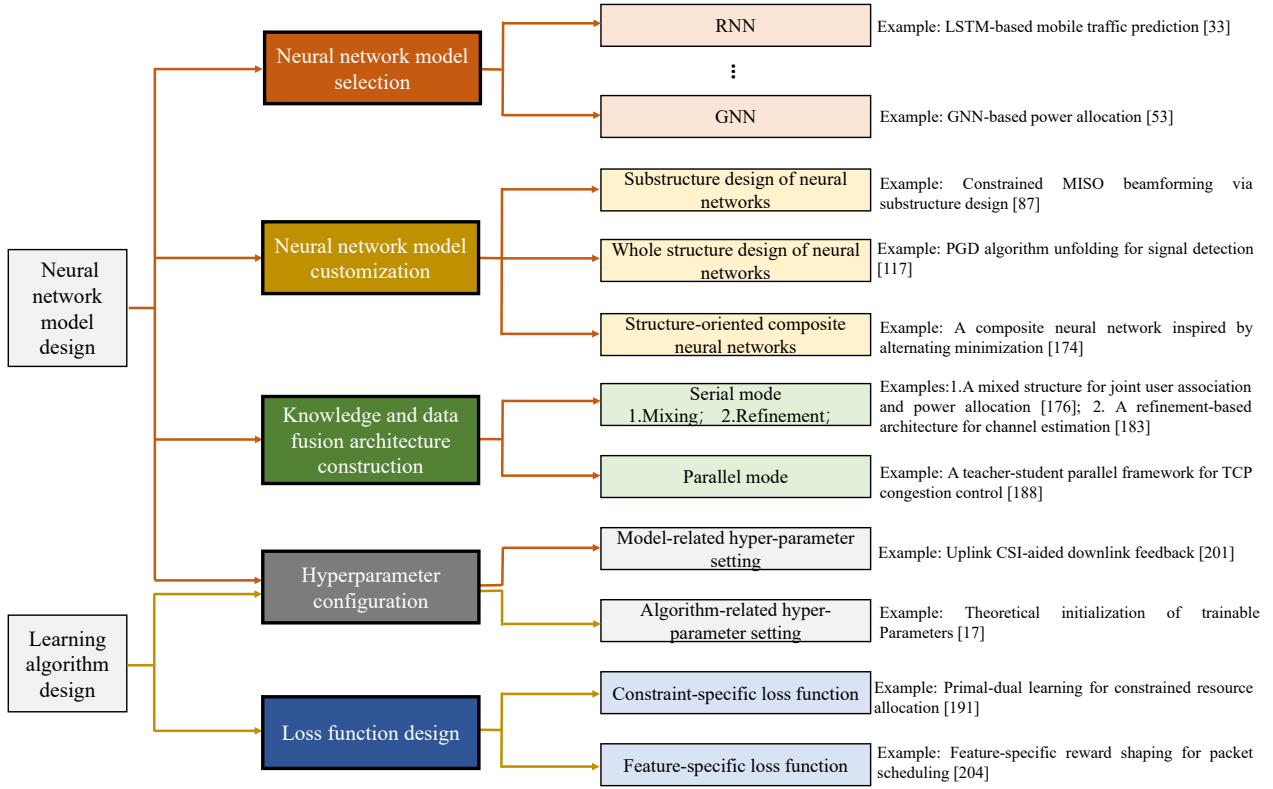 Neural
network
model
design
Learning
algorithm
design
Neural network model
selection
Neural network model
customization
Knowledge and data
fusion architecture
construction
Hyperparameter
configuration
Loss function design
RNN
⋮
GNN
Substructure design of neural
networks
Whole structure design of neural
networks
Structure-oriented composite
neural networks
Serial mode
1.Mixing； 2.Refinement；
Parallel mode
Model-related hyper-parameter
setting
Algorithm-related hyper-
parameter setting
Constraint-specific loss function
Feature-specific loss function
Example: LSTM-based mobile traffic prediction [33]
Example: GNN-based power allocation [53]
Example: Constrained MISO beamforming via
substructure design [87]
Example: PGD algorithm unfolding for signal detection
[117]
Example: A composite neural network inspired by
alternating minimization [174]
Examples:1.A mixed structure for joint user association
and power allocation [176]; 2. A refinement-based
architecture for channel estimation [183]
Example: A teacher-student parallel framework for TCP
congestion control [188]
Example: Uplink CSI-aided downlink feedback [201]
Example: Theoretical initialization of trainable
Parameters [17]
Example: Primal-dual learning for constrained resource
allocation [191]
Example: Feature-specific reward shaping for packet
scheduling [204]